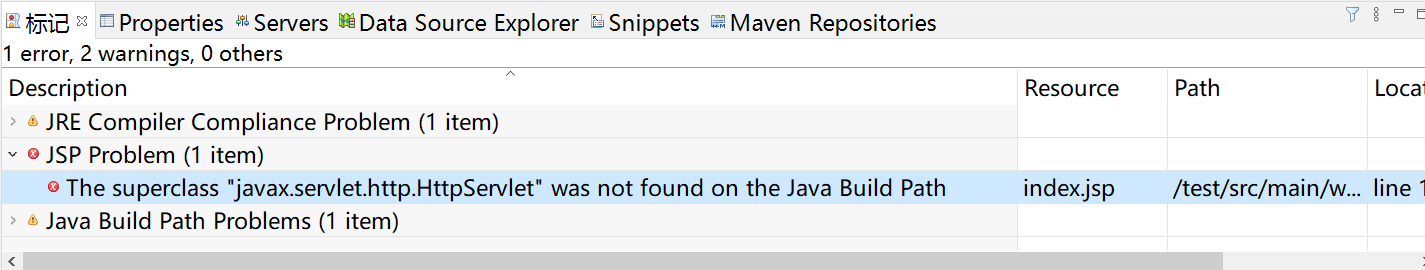 标记 Properties Servers Data Source Explorer Snippets Maven Repositories
1 error, 2 warnings, 0 others
Description Resource Path Locat
JRE Compiler Compliance Problem (1 item)
JSP Problem (1 item)
The superclass "javax.servlet.http.HttpServlet" was not found on the Java Build Path index.jsp /test/src/main/w... line 1
Java Build Path Problems (1 item)